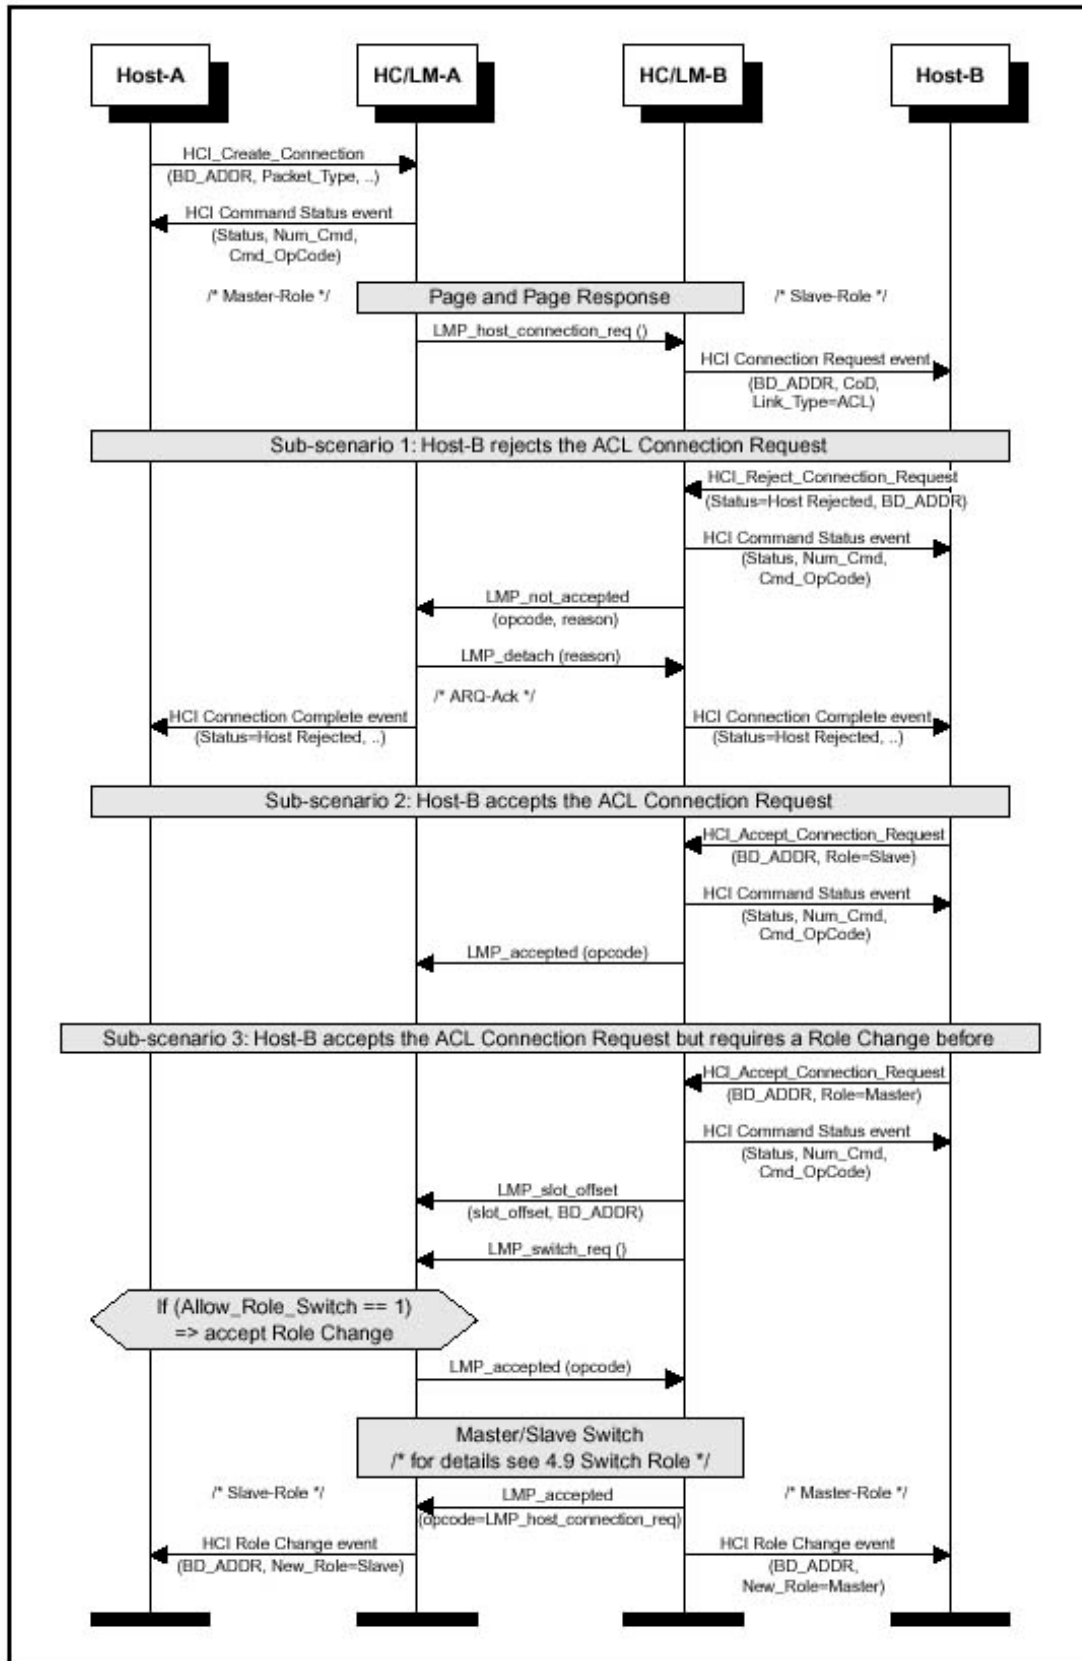 Host-A HC/LM-A HC/LM-B Host-B
HCI_Create_Connection
(BD_ADDR, Packet_Type, ..)
HCI Command Status event
(Status, Num_Cmd,
Cmd_OpCode)
/* Master-Role */ Page and Page Response /* Slave-Role */
LMP_host_connection_req ()
HCI Connection Request event
(BD_ADDR, CoD,
Link_Type=ACL)
Sub-scenario 1: Host-B rejects the ACL Connection Request
HCI_Reject_Connection_Request
(Status=Host Rejected, BD_ADDR)
HCI Command Status event
(Status, Num_Cmd,
Cmd_OpCode)
LMP_not_accepted
(opcode, reason)
LMP_detach (reason)
/* ARQ-Ack */
HCI Connection Complete event HCI Connection Complete event
(Status=Host Rejected, ..) (Status=Host Rejected, ..)
Sub-scenario 2: Host-B accepts the ACL Connection Request
HCI_Accept_Connection_Request
(BD_ADDR, Role=Slave)
HCI Command Status event
(Status, Num_Cmd,
Cmd_OpCode)
LMP_accepted (opcode)
Sub-scenario 3: Host-B accepts the ACL Connection Request but requires a Role Change before
HCI_Accept_Connection_Request
(BD_ADDR, Role=Master)
HCI Command Status event
(Status, Num_Cmd,
Cmd_OpCode)
LMP_slot_offset
(slot_offset, BD_ADDR)
LMP_switch_req ()
If (Allow_Role_Switch == 1)
=> accept Role Change
LMP_accepted (opcode)
Master/Slave Switch
/* for details see 4.9 Switch Role */
/* Slave-Role */ LMP_accepted /* Master-Role */
(opcode=LMP_host_connection_req)
HCI Role Change event HCI Role Change event
(BD_ADDR, New_Role=Slave) (BD_ADDR,
New_Role=Master)